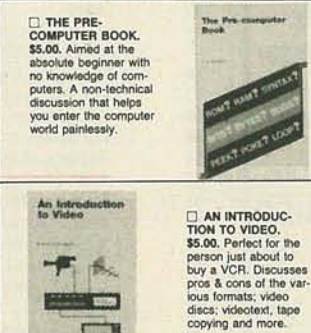 ☐ THE PRE-
COMPUTER BOOK.
$5.00. Aimed at the
absolute beginner with
no knowledge of com-
puters. A non-technical
discussion that helps
you enter the computer
world painlessly.
The Pre-computer
Book
ROM? RAM? SYNTAX?
BITS? BYTES? BUGS?
PEEK? POKE? LOOP?
An Introduction
to Video
☐ AN INTRODUC-
TION TO VIDEO.
$5.00. Perfect for the
person just about to
buy a VCR. Discusses
pros & cons of the var-
ious formats; video
discs; videotext, tape
copying and more.